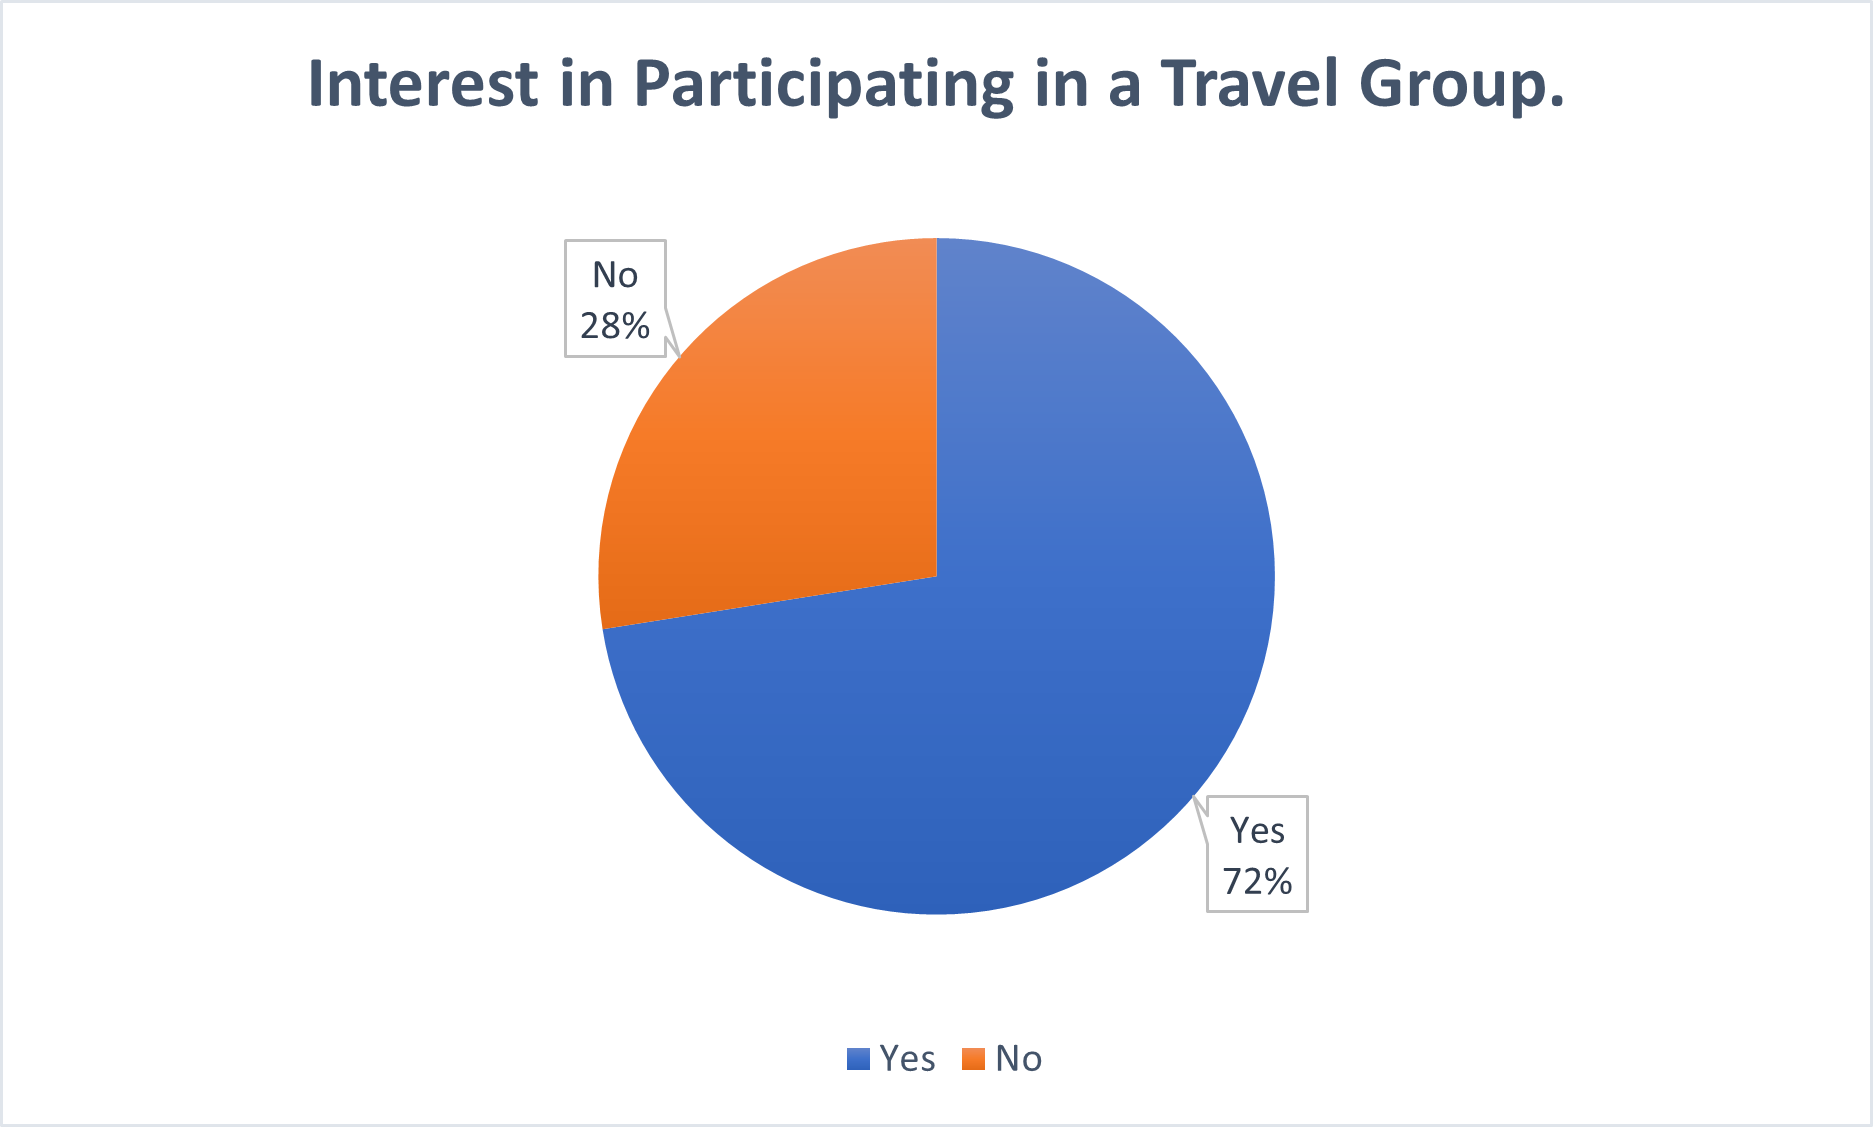 Interest in Participating in a Travel Group.
No
28%
Yes
72%
Yes No